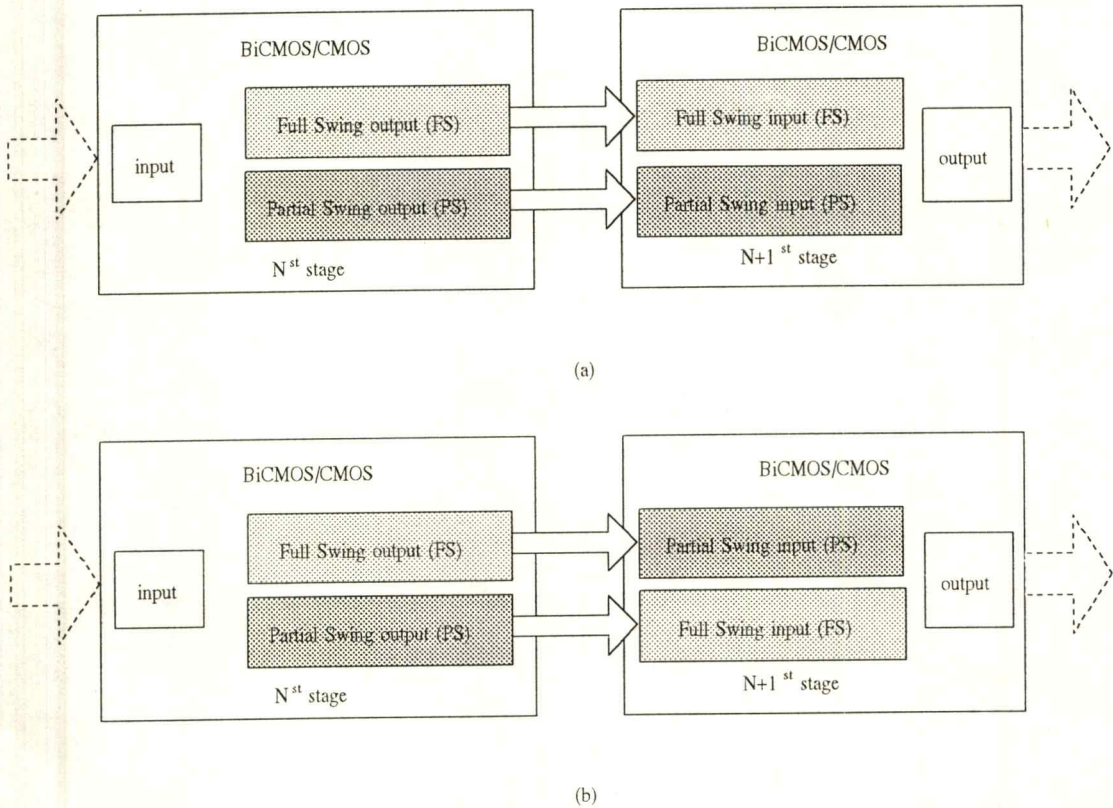 BiCMOS/CMOS
BiCMOS/CMOS
Full Swing output (FS)
Full Swing input (FS)
input
output
Partial Swing output (PS)
Partial Swing input (PS)
N st stage
N+1 st stage
(a)
BiCMOS/CMOS
BiCMOS/CMOS
Full Swing output (FS)
Partial Swing input (PS)
input
output
Partial Swing output (PS)
Full Swing input (FS)
N st stage
N+1 st stage
(b)